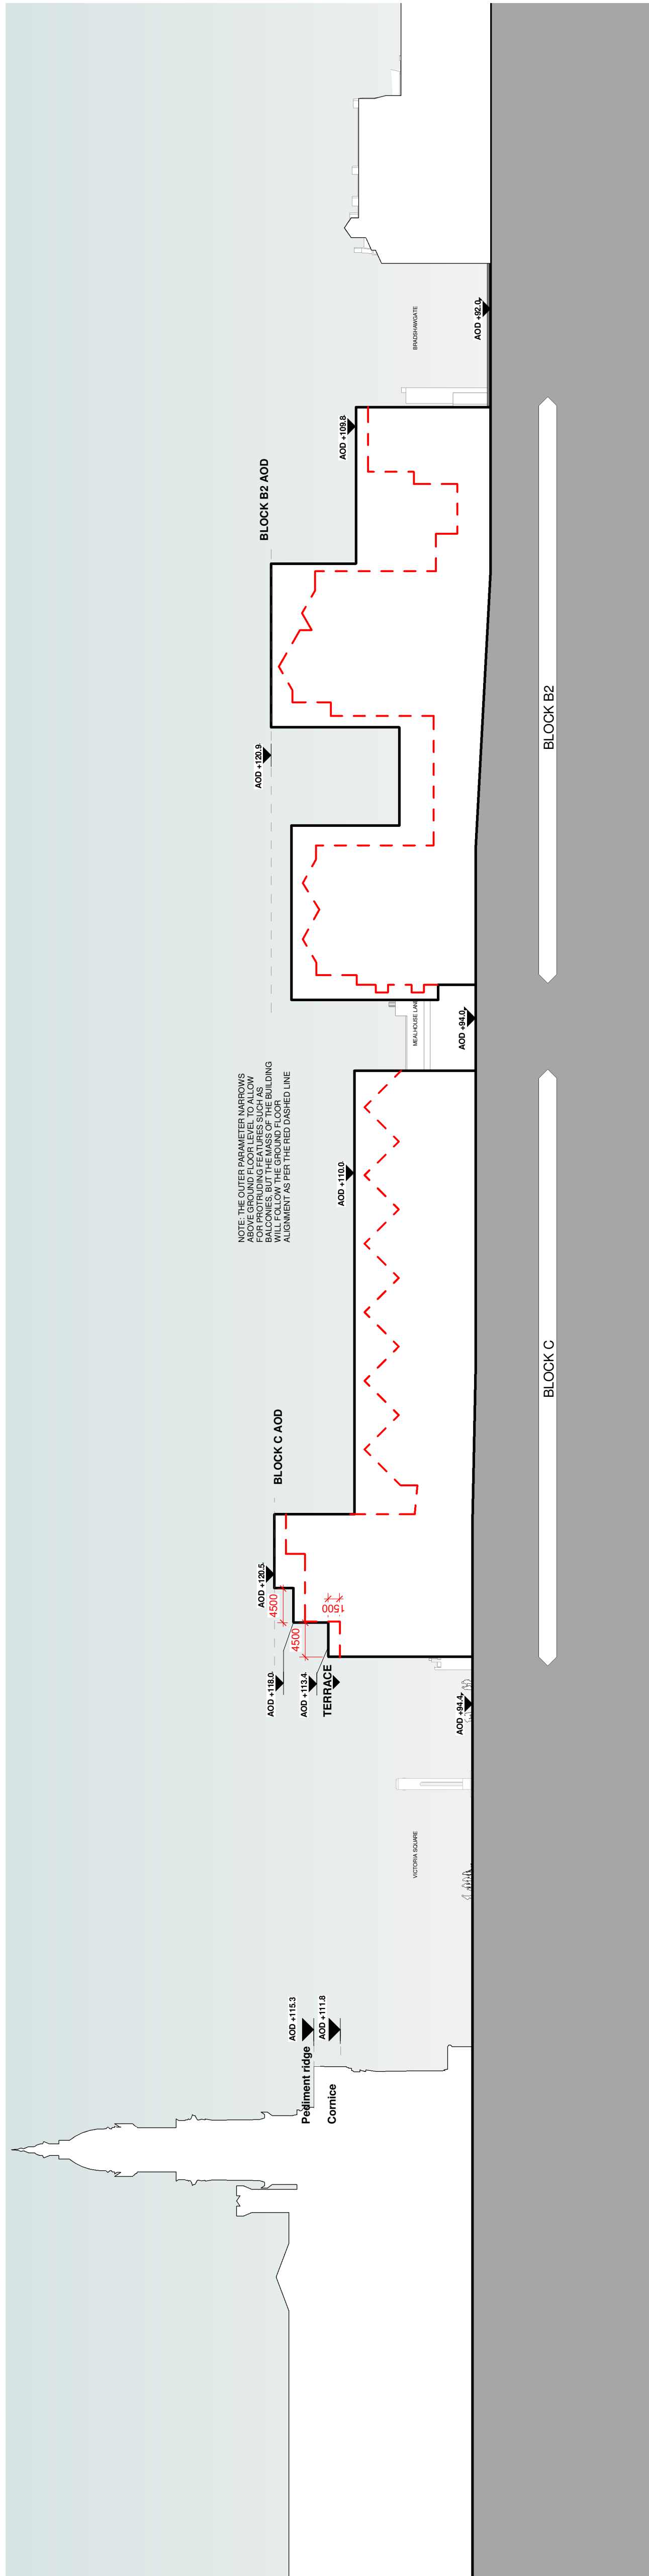 AOD +115.3
Pediment ridge
AOD +111.8
Cornice
VICTORIA SQUARE
AOD +94.4
AOD +118.0
AOD +113.4
TERRACE
4500
4500
1500
AOD +120.5
BLOCK C AOD
AOD +110.0
BLOCK C
NOTE: THE OUTER PARAMETER NARROWS
ABOVE GROUND FLOOR LEVEL TO ALLOW
FOR PROTRUDING FEATURES SUCH AS
BALCONIES, BUT THE MASS OF THE BUILDING
WILL FOLLOW THE GROUND FLOOR
ALIGNMENT AS PER THE RED DASHED LINE
MEALHOUSE LANE
AOD +94.0
AOD +120.9
BLOCK B2 AOD
AOD +109.8
BLOCK B2
BRADSHAWGATE
AOD +92.0